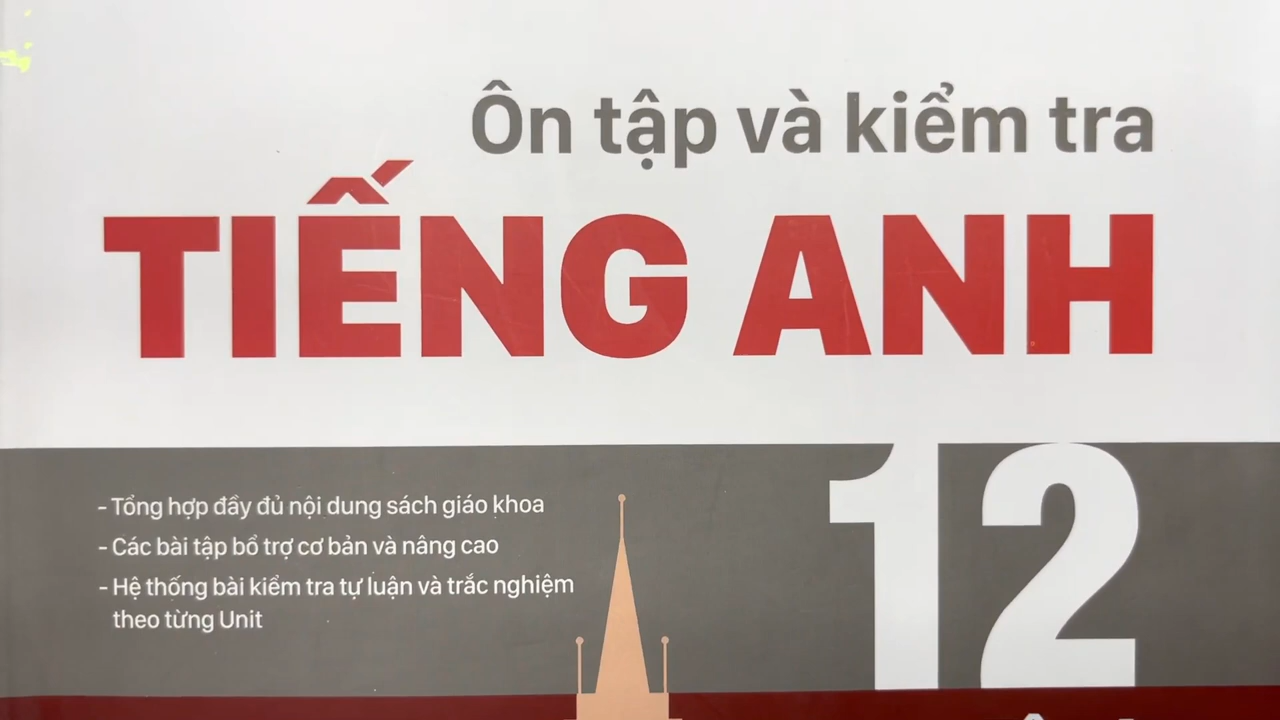 Ôn tập và kiểm tra
TIẾNG ANH
12
- Tổng hợp đầy đủ nội dung sách giáo khoa
- Các bài tập bổ trợ cơ bản và nâng cao
- Hệ thống bài kiểm tra tự luận và trắc nghiệm
theo từng Unit